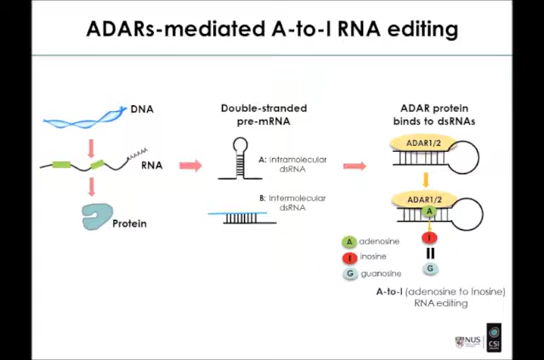 ADARs-mediated A-to-I RNA editing
DNA
RNA
Protein
Double-stranded
pre-mRNA
A: Intramolecular
dsRNA
B: Intermolecular
dsRNA
ADAR protein
binds to dsRNAs
ADAR1/2
ADAR1/2
A
I
G
A adenosine
I inosine
G guanosine
A-to-I (adenosine to Inosine)
RNA editing
NUS
CSI